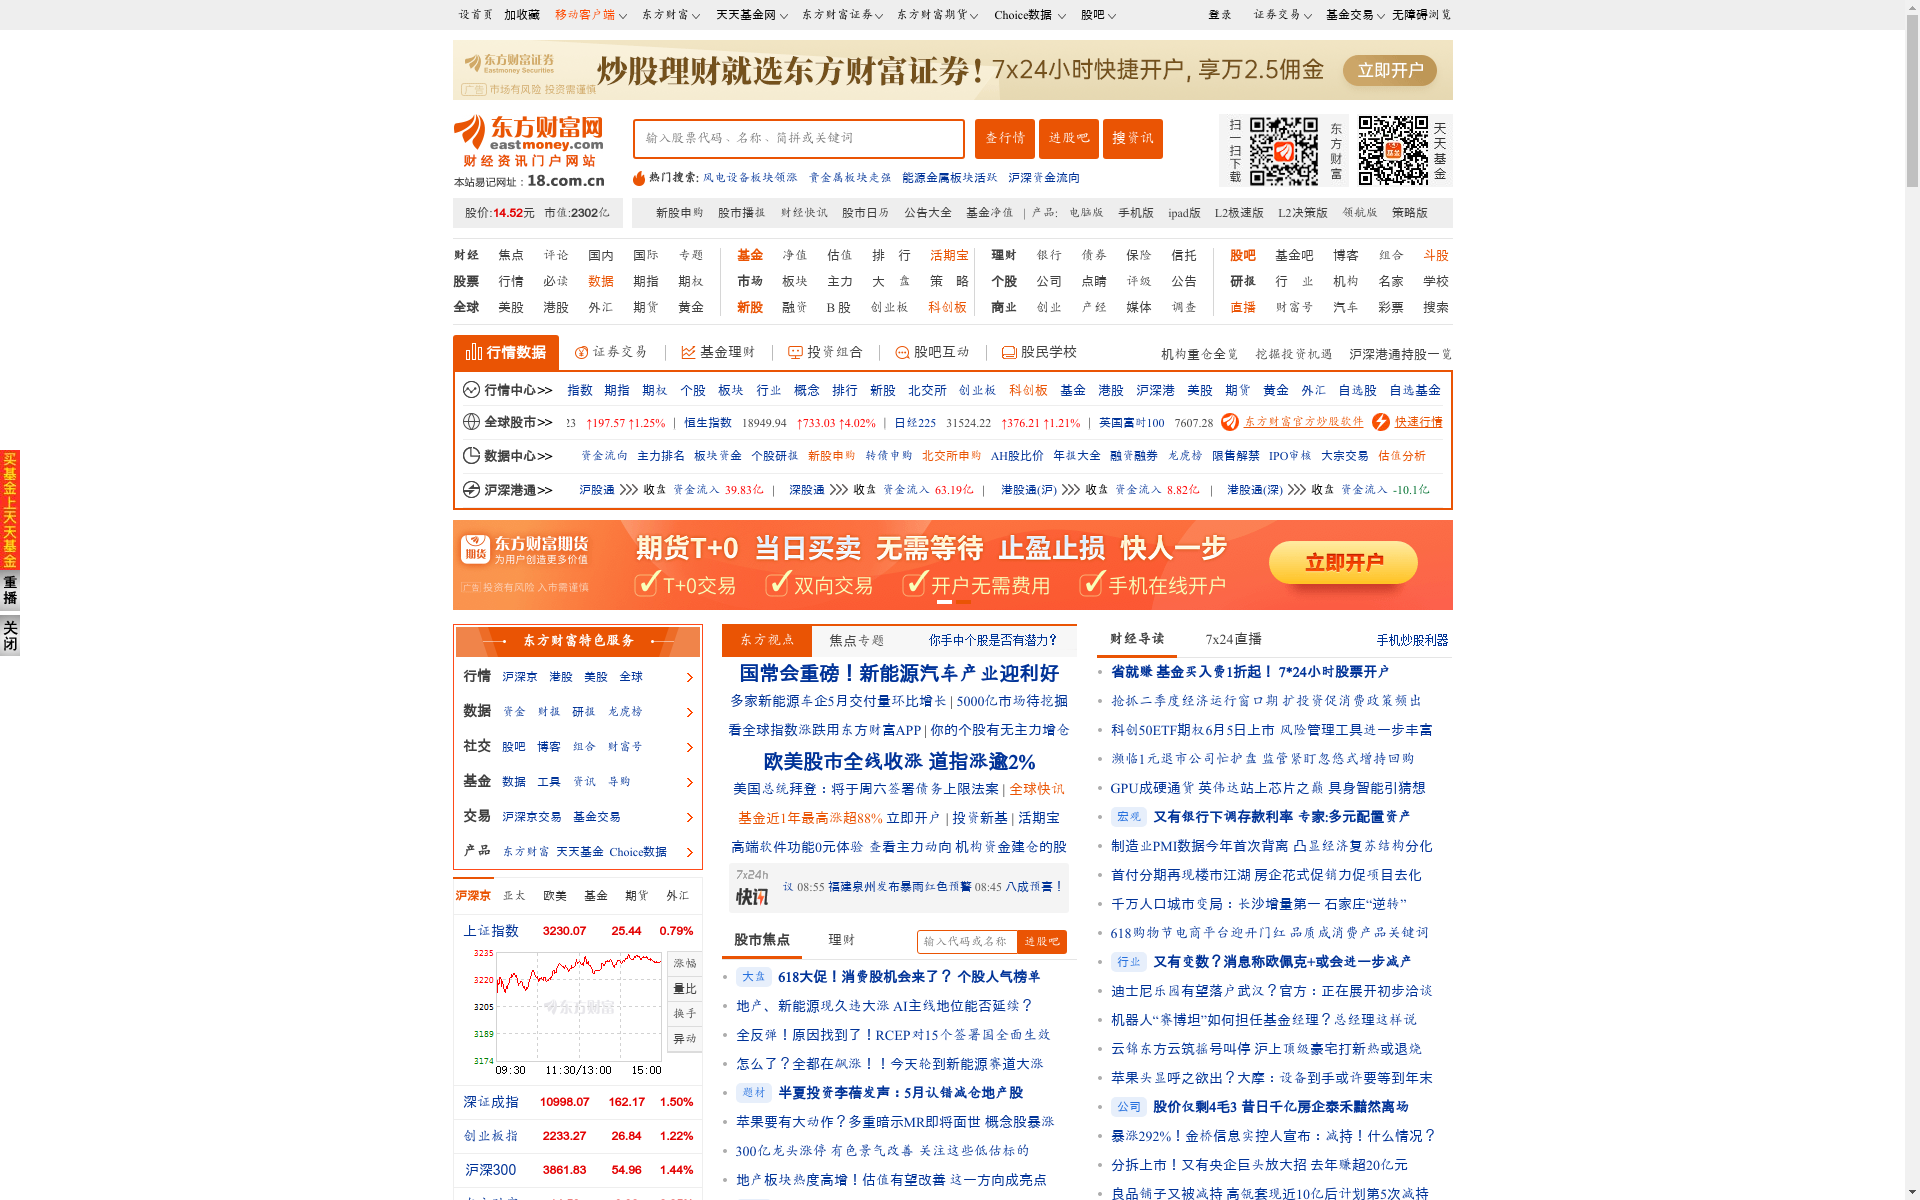 设首页 加收藏 移动客户端 东方财富 天天基金网 东方财富证券 东方财富期货 Choice数据 股吧 登录 证券交易 基金交易 无障碍浏览
东方财富证券 Eastmoney Securities 炒股理财就选东方财富证券! 7x24小时快捷开户, 享万2.5佣金 立即开户
广告 市场有风险 投资需谨慎
东方财富网 eastmoney.com
财经资讯门户网站
本站易记网址：18.com.cn
输入股票代码、名称、简拼或关键词 查行情 进股吧 搜资讯
热门搜索: 风电设备板块领涨 贵金属板块走强 能源金属板块活跃 沪深资金流向
扫一扫下载 东方财富 天天基金
股价:14.52元 市值:2302亿 新股申购 股市播报 财经快讯 股市日历 公告大全 基金净值 | 产品: 电脑版 手机版 ipad版 L2极速版 L2决策版 领航版 策略版
财经 焦点 评论 国内 国际 专题 基金 净值 估值 排 行 活期宝 理财 银行 债券 保险 信托 股吧 基金吧 博客 组合 斗股
股票 行情 必读 数据 期指 期权 市场 板块 主力 大 盘 策 略 个股 公司 点睛 评级 公告 研报 行 业 机构 名家 学校
全球 美股 港股 外汇 期货 黄金 新股 融资 B 股 创业板 科创板 商业 创业 产经 媒体 调查 直播 财富号 汽车 彩票 搜索
行情数据 证券交易 基金理财 投资组合 股吧互动 股民学校 机构重仓全览 挖掘投资机遇 沪深港通持股一览
行情中心>> 指数 期指 期权 个股 板块 行业 概念 排行 新股 北交所 创业板 科创板 基金 港股 沪深港 美股 期货 黄金 外汇 自选股 自选基金
全球股市>> 23 ↑197.57 ↑1.25% | 恒生指数 18949.94 ↑733.03 ↑4.02% | 日经225 31524.22 ↑376.21 ↑1.21% | 英国富时100 7607.28 东方财富官方炒股软件 快速行情
数据中心>> 资金流向 主力排名 板块资金 个股研报 新股申购 转债申购 北交所申购 AH股比价 年报大全 融资融券 龙虎榜 限售解禁 IPO审核 大宗交易 估值分析
沪深港通>> 沪股通 收盘 资金流入 39.83亿 | 深股通 收盘 资金流入 63.19亿 | 港股通(沪) 收盘 资金流入 8.82亿 | 港股通(深) 收盘 资金流入 -10.1亿
买基金上天天基金
重播
关闭
期货 东方财富期货 为用户创造更多价值
广告 投资有风险 入市需谨慎
期货T+0 当日买卖 无需等待 止盈止损 快人一步
T+0交易 双向交易 开户无需费用 手机在线开户
立即开户
东方财富特色服务
行情 沪深京 港股 美股 全球
数据 资金 财报 研报 龙虎榜
社交 股吧 博客 组合 财富号
基金 数据 工具 资讯 导购
交易 沪深京交易 基金交易
产品 东方财富 天天基金 Choice数据
沪深京 亚太 欧美 基金 期货 外汇
上证指数 3230.07 25.44 0.79%
3235
3220
3205
3189
3174
东方财富
09:30 11:30/13:00 15:00
涨幅
量比
换手
异动
深证成指 10998.07 162.17 1.50%
创业板指 2233.27 26.84 1.22%
沪深300 3861.83 54.96 1.44%
东方视点 焦点专题 你手中个股是否有潜力?
国常会重磅！新能源汽车产业迎利好
多家新能源车企5月交付量环比增长 | 5000亿市场待挖掘
看全球指数涨跌用东方财富APP | 你的个股有无主力增仓
欧美股市全线收涨 道指涨逾2%
美国总统拜登：将于周六签署债务上限法案 | 全球快讯
基金近1年最高涨超88% 立即开户 | 投资新基 | 活期宝
高端软件功能0元体验 查看主力动向 机构资金建仓的股
7x24h 快讯 议 08:55 福建泉州发布暴雨红色预警 08:45 八成预喜！
股市焦点 理财 输入代码或名称 进股吧
大盘 618大促！消费股机会来了？ 个股人气榜单
地产、新能源现久违大涨 AI主线地位能否延续？
全反弹！原因找到了！RCEP对15个签署国全面生效
怎么了？全都在飙涨！！今天轮到新能源赛道大涨
题材 半夏投资李蓓发声：5月认错减仓地产股
苹果要有大动作？多重暗示MR即将面世 概念股暴涨
300亿龙头涨停 有色景气改善 关注这些低估标的
地产板块热度高增！估值有望改善 这一方向成亮点
财经导读 7x24直播 手机炒股利器
省就赚 基金买入费1折起！ 7*24小时股票开户
抢抓二季度经济运行窗口期 扩投资促消费政策频出
科创50ETF期权6月5日上市 风险管理工具进一步丰富
濒临1元退市公司忙护盘 监管紧盯忽悠式增持回购
GPU成硬通货 英伟达站上芯片之巅 具身智能引猜想
宏观 又有银行下调存款利率 专家:多元配置资产
制造业PMI数据今年首次背离 凸显经济复苏结构分化
首付分期再现楼市江湖 房企花式促销力促项目去化
千万人口城市变局：长沙增量第一 石家庄“逆转”
618购物节电商平台迎开门红 品质成消费产品关键词
行业 又有变数？消息称欧佩克+或会进一步减产
迪士尼乐园有望落户武汉？官方：正在展开初步洽谈
机器人“赛博坦”如何担任基金经理？总经理这样说
云锦东方云筑摇号叫停 沪上顶级豪宅打新热或退烧
苹果头显呼之欲出？大摩：设备到手或许要等到年末
公司 股价仅剩4毛3 昔日千亿房企泰禾黯然离场
暴涨292%！金桥信息实控人宣布：减持！什么情况？
分拆上市！又有央企巨头放大招 去年赚超20亿元
良品铺子又被减持 高瓴套现近10亿后计划第5次减持